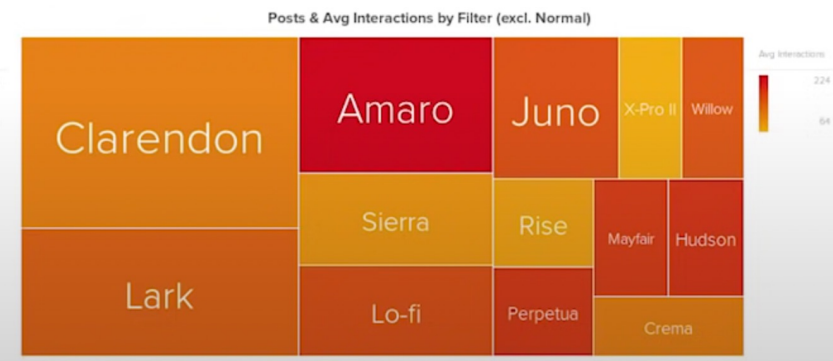 Posts & Avg Interactions by Filter (excl. Normal)
Clarendon
Amaro
Juno
X-Pro II
Willow
Avg Interactions
224
64
Sierra
Rise
Mayfair
Hudson
Lark
Lo-fi
Perpetua
Crema